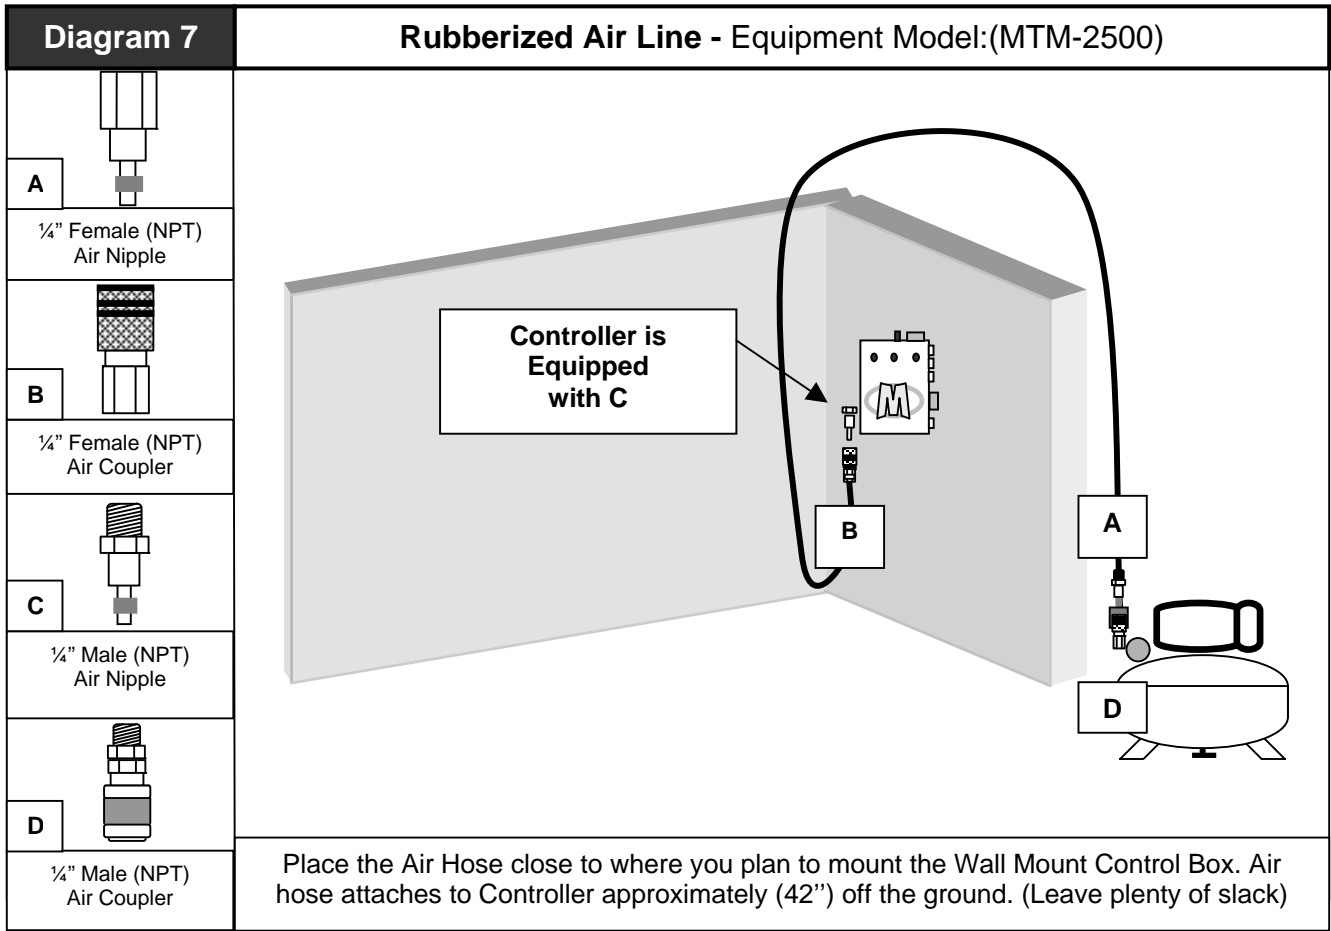 Diagram 7
Rubberized Air Line - Equipment Model:(MTM-2500)
A
¼” Female (NPT)
Air Nipple
B
¼” Female (NPT)
Air Coupler
C
¼” Male (NPT)
Air Nipple
D
¼” Male (NPT)
Air Coupler
Controller is
Equipped
with C
M
B
A
D
Place the Air Hose close to where you plan to mount the Wall Mount Control Box. Air
hose attaches to Controller approximately (42’’) off the ground. (Leave plenty of slack)